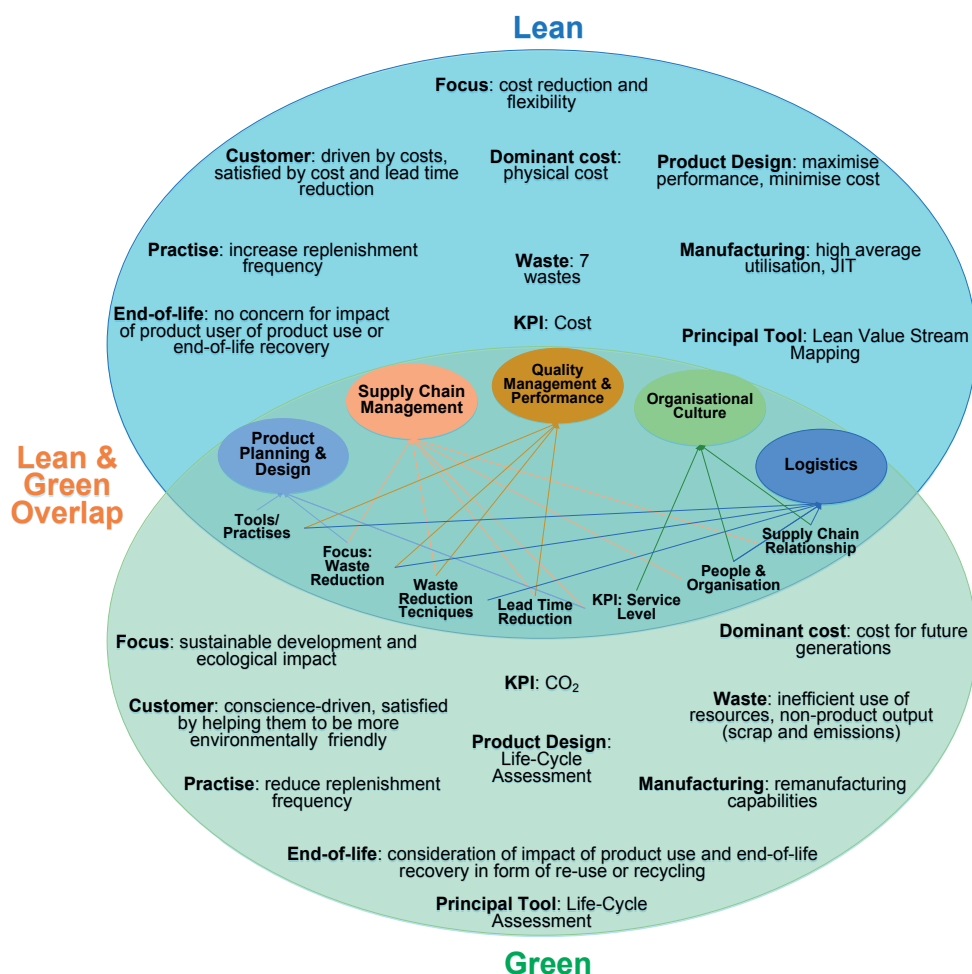 Lean
Focus: cost reduction and
flexibility
Customer: driven by costs,
satisfied by cost and lead time
reduction
Dominant cost:
physical cost
Product Design: maximise
performance, minimise cost
Practise: increase replenishment
frequency
Waste: 7
wastes
Manufacturing: high average
utilisation, JIT
End-of-life: no concern for impact
of product user of product use or
end-of-life recovery
KPI: Cost
Principal Tool: Lean Value Stream
Mapping
Lean &
Green
Overlap
Product
Planning &
Design
Supply Chain
Management
Quality
Management &
Performance
Organisational
Culture
Logistics
Tools/
Practises
Focus:
Waste
Reduction
Waste
Reduction
Tecniques
Lead Time
Reduction
KPI: Service
Level
People &
Organisation
Supply Chain
Relationship
Focus: sustainable development and
ecological impact
KPI: CO₂
Dominant cost: cost for future
generations
Customer: conscience-driven, satisfied
by helping them to be more
environmentally friendly
Product Design:
Life-Cycle
Assessment
Waste: inefficient use of
resources, non-product output
(scrap and emissions)
Practise: reduce replenishment
frequency
Manufacturing: remanufacturing
capabilities
End-of-life: consideration of impact of product use and end-of-life
recovery in form of re-use or recycling
Principal Tool: Life-Cycle
Assessment
Green